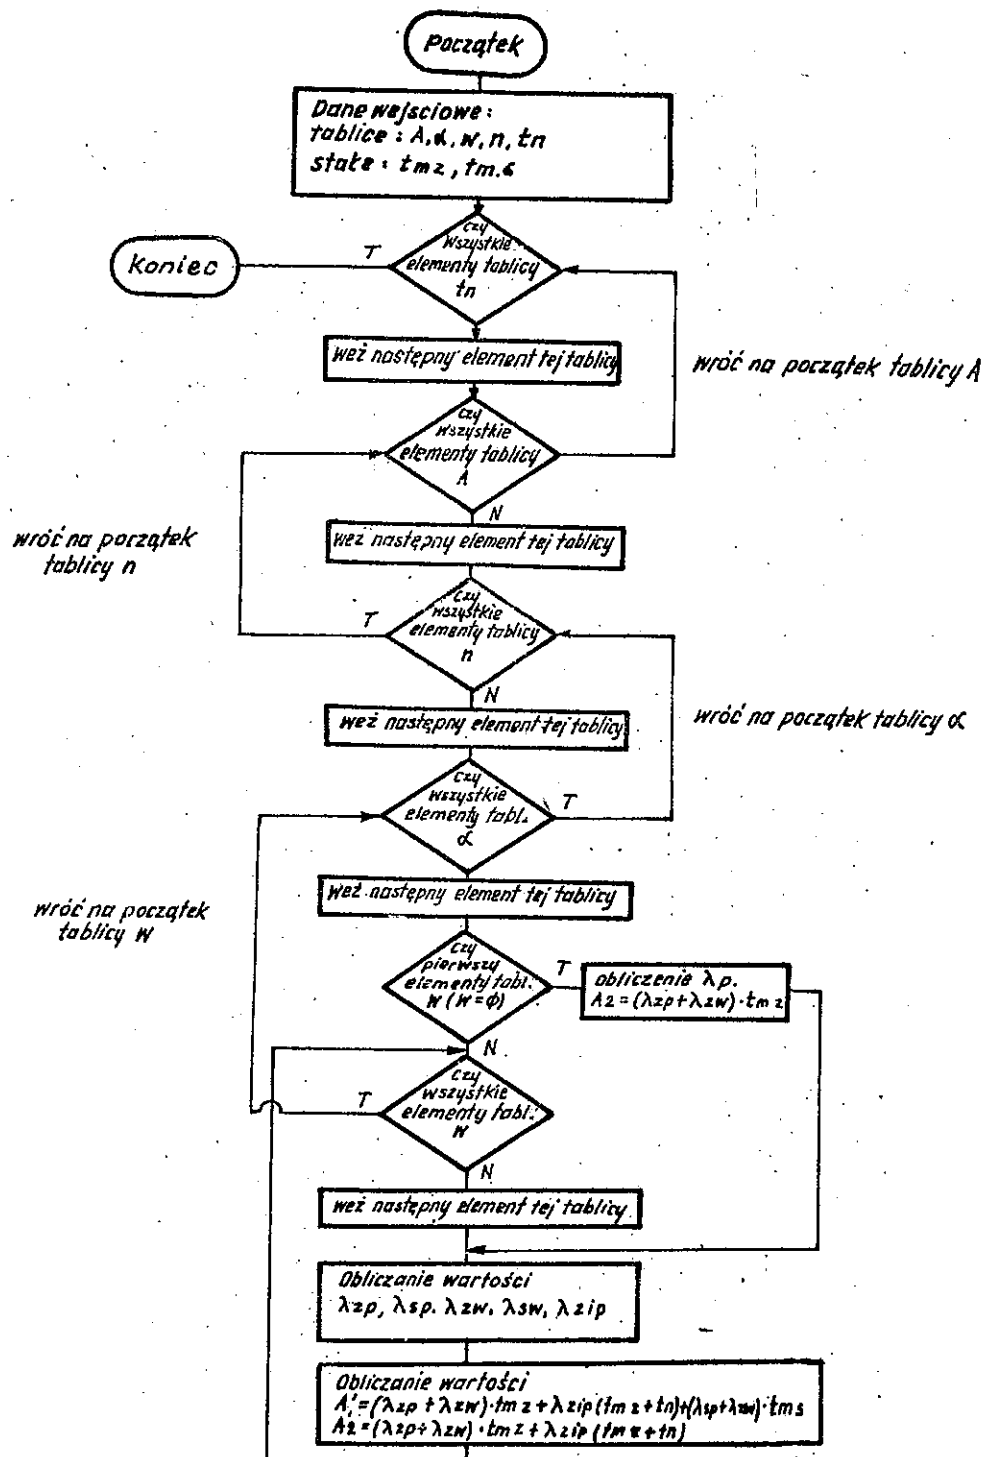 Początek
Dane wejsciowe:
tablice: A, α, w, n, tn
stałe: tmz, tm.s
Koniec
T
czy
wszystkie
elementy tablicy
tn
weź następny element tej tablicy
wróć na początek tablicy A
czy
wszystkie
elementy tablicy
A
N
weź następny element tej tablicy
wróć na początek
tablicy n
T
czy
wszystkie
elementy tablicy
n
N
weź następny element tej tablicy
wróć na początek tablicy α
czy
wszystkie
elementy tabl.
α
T
weź następny element tej tablicy
wróć na początek
tablicy W
czy
pierwszy
elementy tabl.
W (W=ϕ)
T
obliczenie λp.
A2=(λzp+λzw)·tmz
N
T
czy
wszystkie
elementy tabl.
W
N
weź następny element tej tablicy
Obliczanie wartości
λzp, λsp. λzw, λsw, λzip
Obliczanie wartości
A1'=(λzp+λzw)·tmz+λzip(tmz+tn)+(λsp+λsw)·tms
A2=(λzp+λzw)·tmz+λzip(tmz+tn)